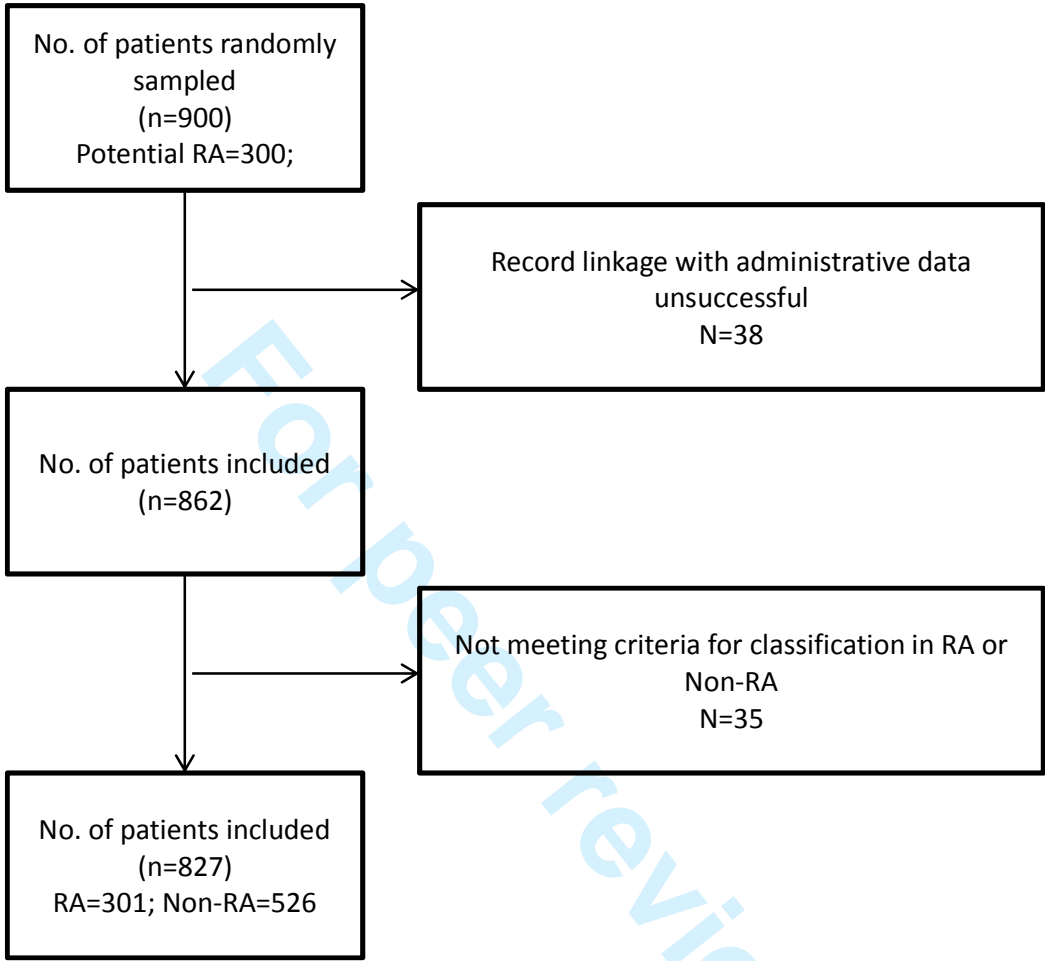 No. of patients randomly
sampled
(n=900)
Potential RA=300;
Record linkage with administrative data
unsuccessful
N=38
No. of patients included
(n=862)
Not meeting criteria for classification in RA or
Non-RA
N=35
No. of patients included
(n=827)
RA=301; Non-RA=526
For peer revie